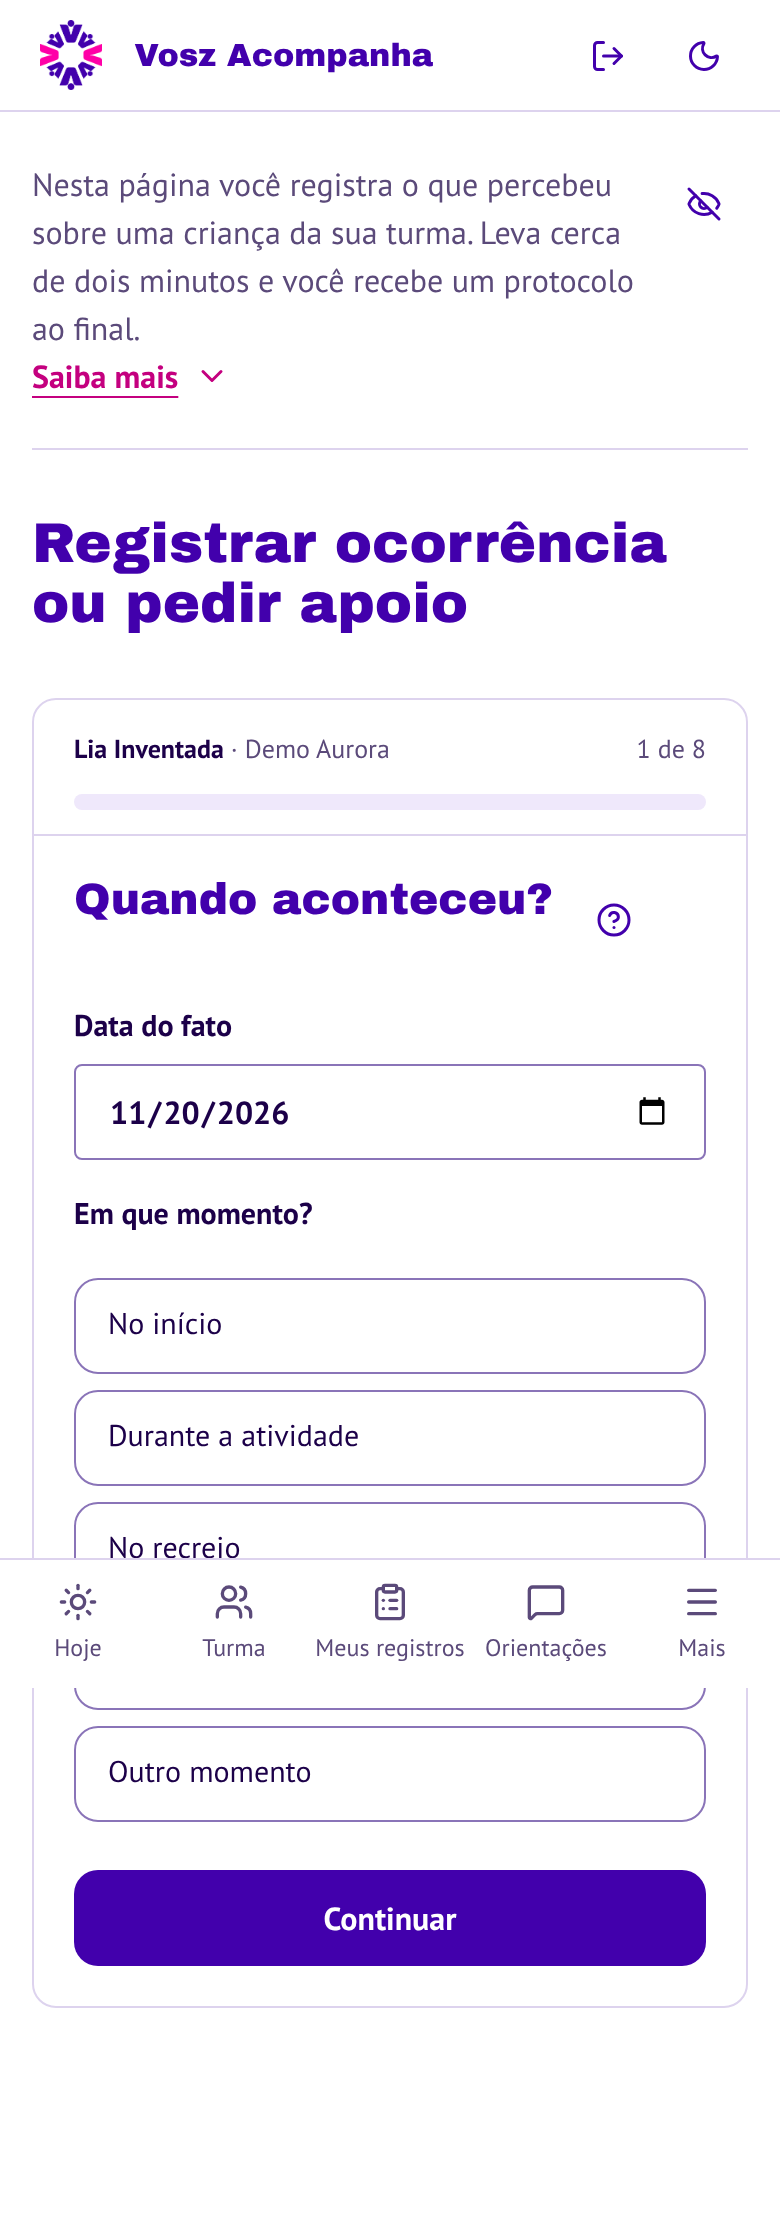 Vosz Acompanha
Nesta página você registra o que percebeu
sobre uma criança da sua turma. Leva cerca
de dois minutos e você recebe um protocolo
ao final.
Saiba mais
Registrar ocorrência
ou pedir apoio
Lia Inventada · Demo Aurora
1 de 8
Quando aconteceu?
Data do fato
11/20/2026
Em que momento?
No início
Durante a atividade
No recreio
Hoje
Turma
Meus registros
Orientações
Mais
Outro momento
Continuar